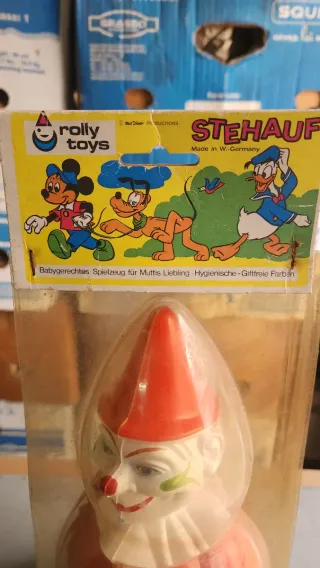 rolly
toys
© Walt Disney PRODUCTIONS
STEHAUF
Made in W.-Germany
Babygerechtes Spielzeug für Muttis Liebling · Hygienische · Giftfreie Farben